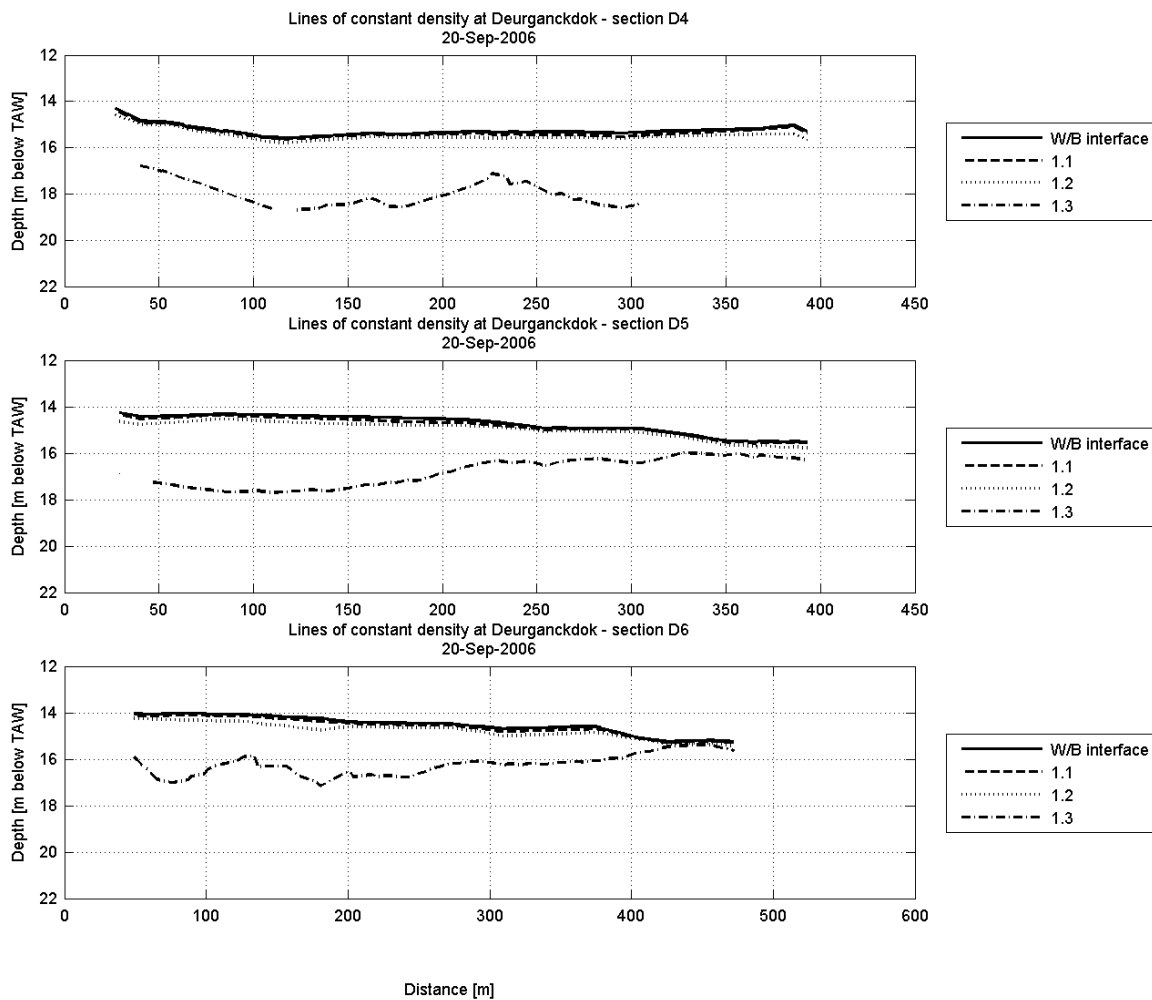 Lines of constant density at Deurganckdok - section D4
20-Sep-2006
12
14
16
18
20
22
Depth [m below TAW]
0 50 100 150 200 250 300 350 400 450
W/B interface
1.1
1.2
1.3
Lines of constant density at Deurganckdok - section D5
20-Sep-2006
12
14
16
18
20
22
Depth [m below TAW]
0 50 100 150 200 250 300 350 400 450
W/B interface
1.1
1.2
1.3
Lines of constant density at Deurganckdok - section D6
20-Sep-2006
12
14
16
18
20
22
Depth [m below TAW]
0 100 200 300 400 500 600
W/B interface
1.1
1.2
1.3
Distance [m]